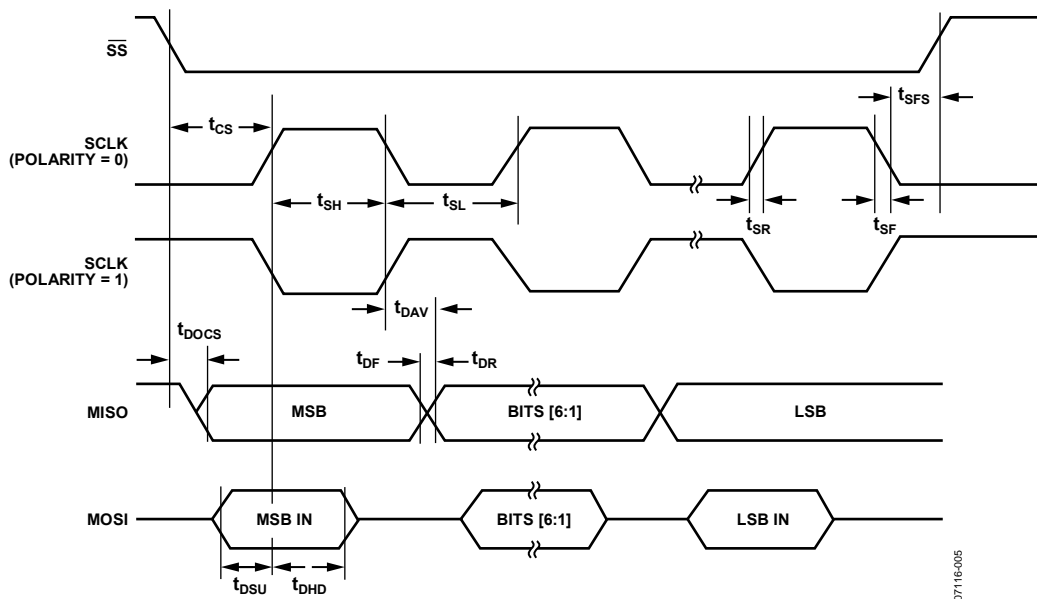 SS
tCS
tSFS
SCLK
(POLARITY = 0)
tSH
tSL
tSR
tSF
SCLK
(POLARITY = 1)
tDAV
tDOCS
tDF
tDR
MISO
MSB
BITS [6:1]
LSB
MOSI
MSB IN
BITS [6:1]
LSB IN
tDSU
tDHD
07116-005